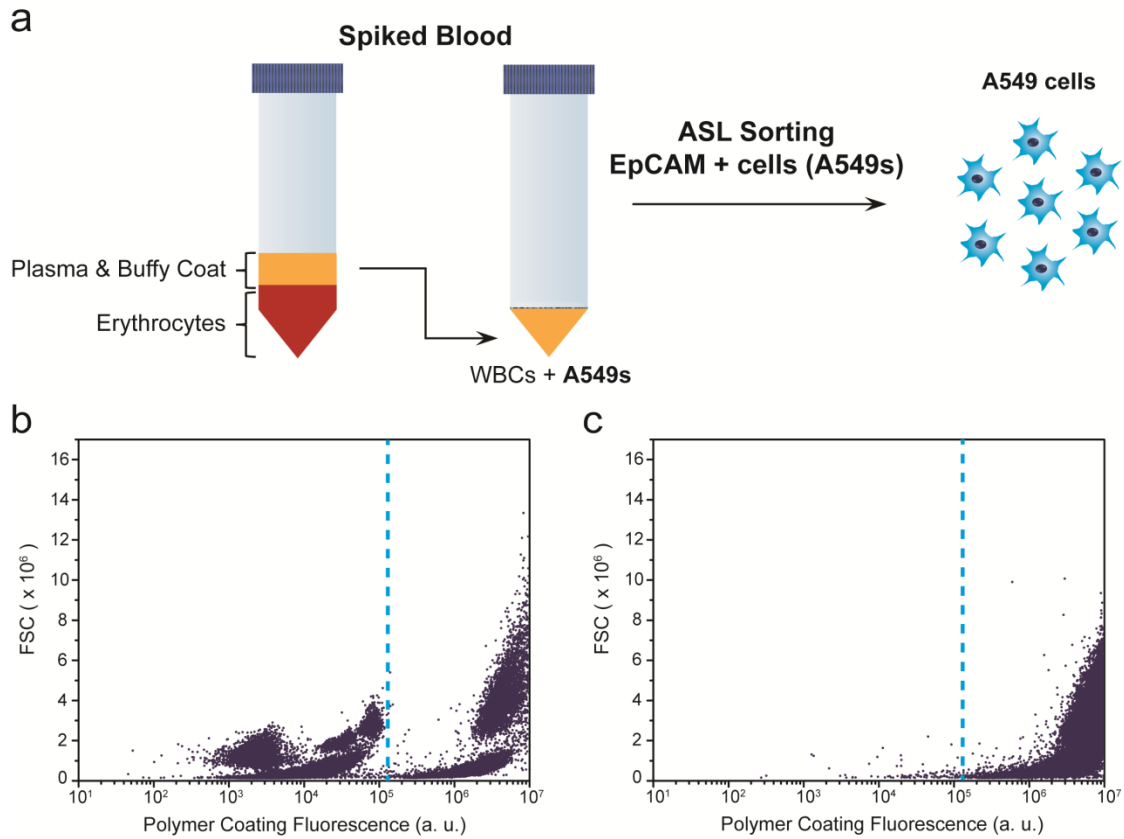 a
Spiked Blood
Plasma & Buffy Coat
Erythrocytes
WBCs + A549s
ASL Sorting
EpCAM + cells (A549s)
A549 cells
b
16
14
12
10
8
6
4
2
0
FSC ( x 10⁶ )
10¹ 10² 10³ 10⁴ 10⁵ 10⁶ 10⁷
Polymer Coating Fluorescence (a. u.)
c
16
14
12
10
8
6
4
2
0
FSC ( x 10⁶ )
10¹ 10² 10³ 10⁴ 10⁵ 10⁶ 10⁷
Polymer Coating Fluorescence (a. u.)